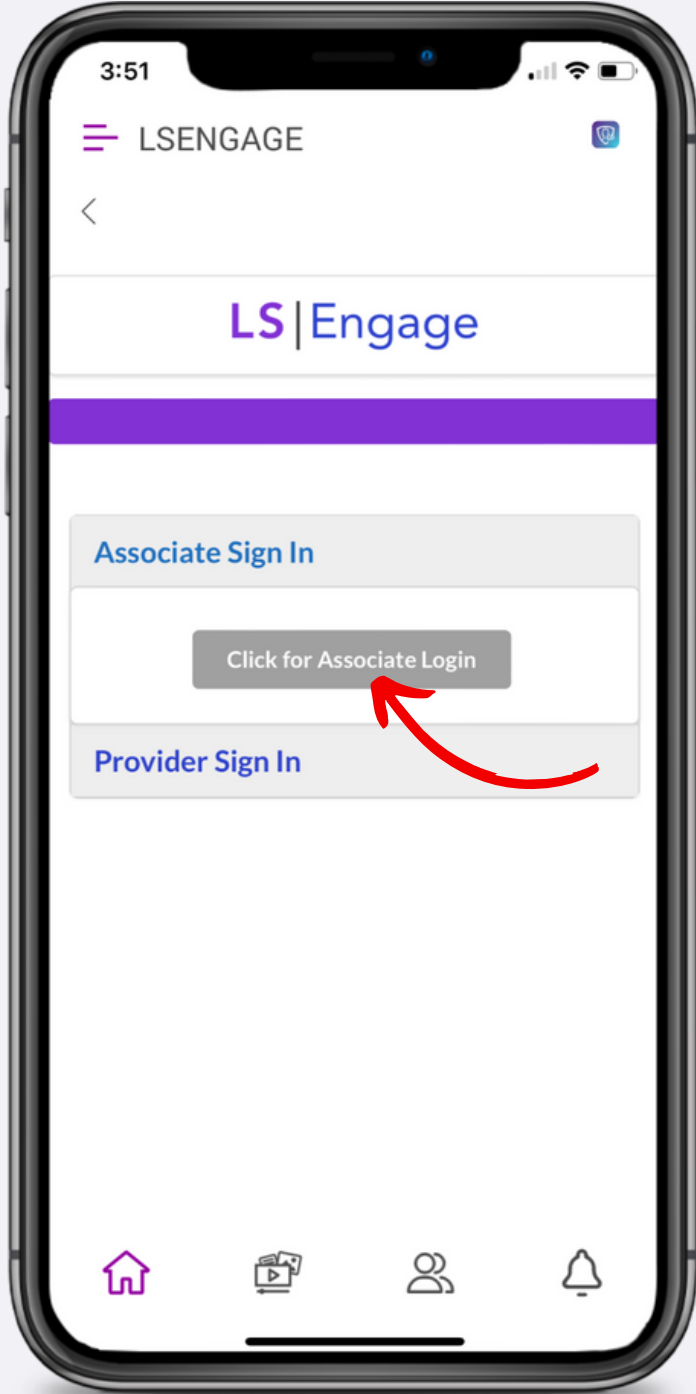 3:51
LSENGAGE
LS|Engage
Associate Sign In
Click for Associate Login
Provider Sign In